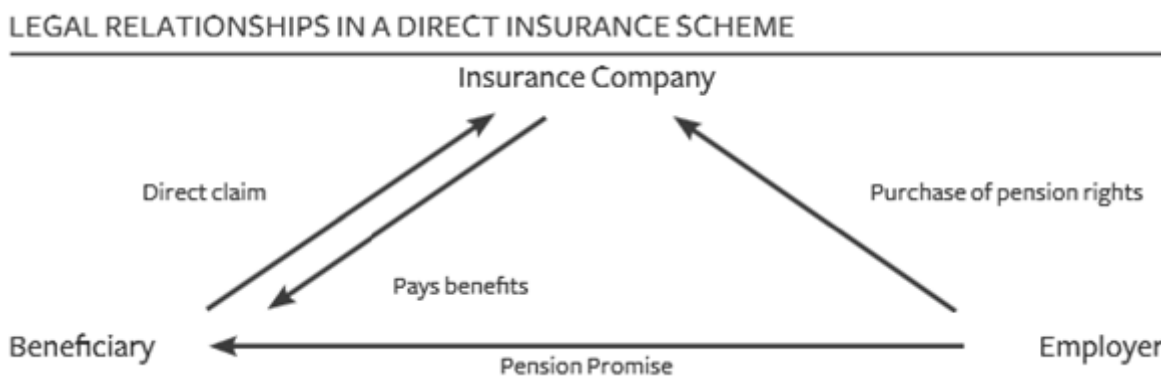 LEGAL RELATIONSHIPS IN A DIRECT INSURANCE SCHEME
Insurance Company
Direct claim
Purchase of pension rights
Pays benefits
Beneficiary
Employer
Pension Promise